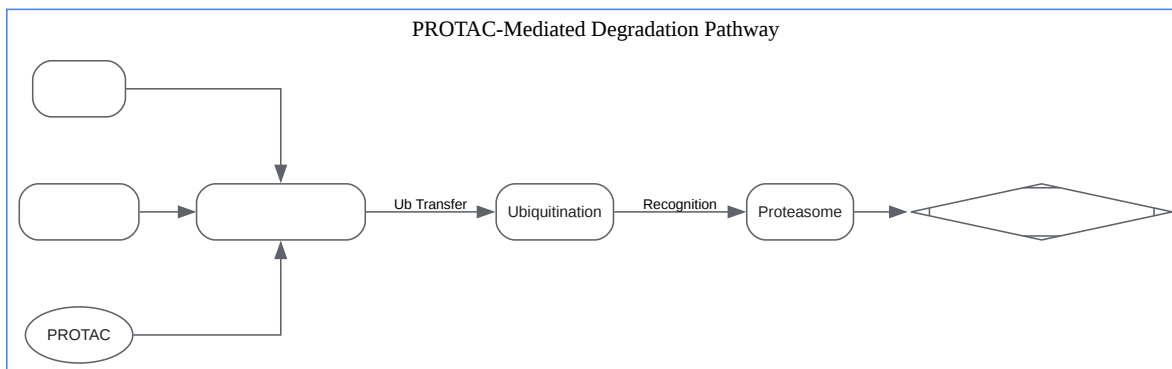 PROTAC-Mediated Degradation Pathway
Ub Transfer
Ubiquitination
Recognition
Proteasome
PROTAC